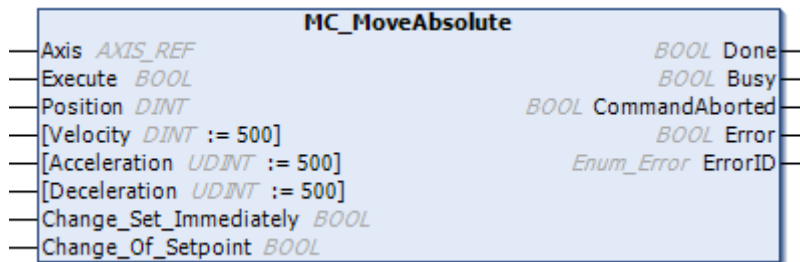 MC_MoveAbsolute
Axis AXIS_REF BOOL Done
Execute BOOL BOOL Busy
Position DINT BOOL CommandAborted
[Velocity DINT := 500] BOOL Error
[Acceleration UDINT := 500] Enum_Error ErrorID
[Deceleration UDINT := 500]
Change_Set_Immediately BOOL
Change_Of_Setpoint BOOL